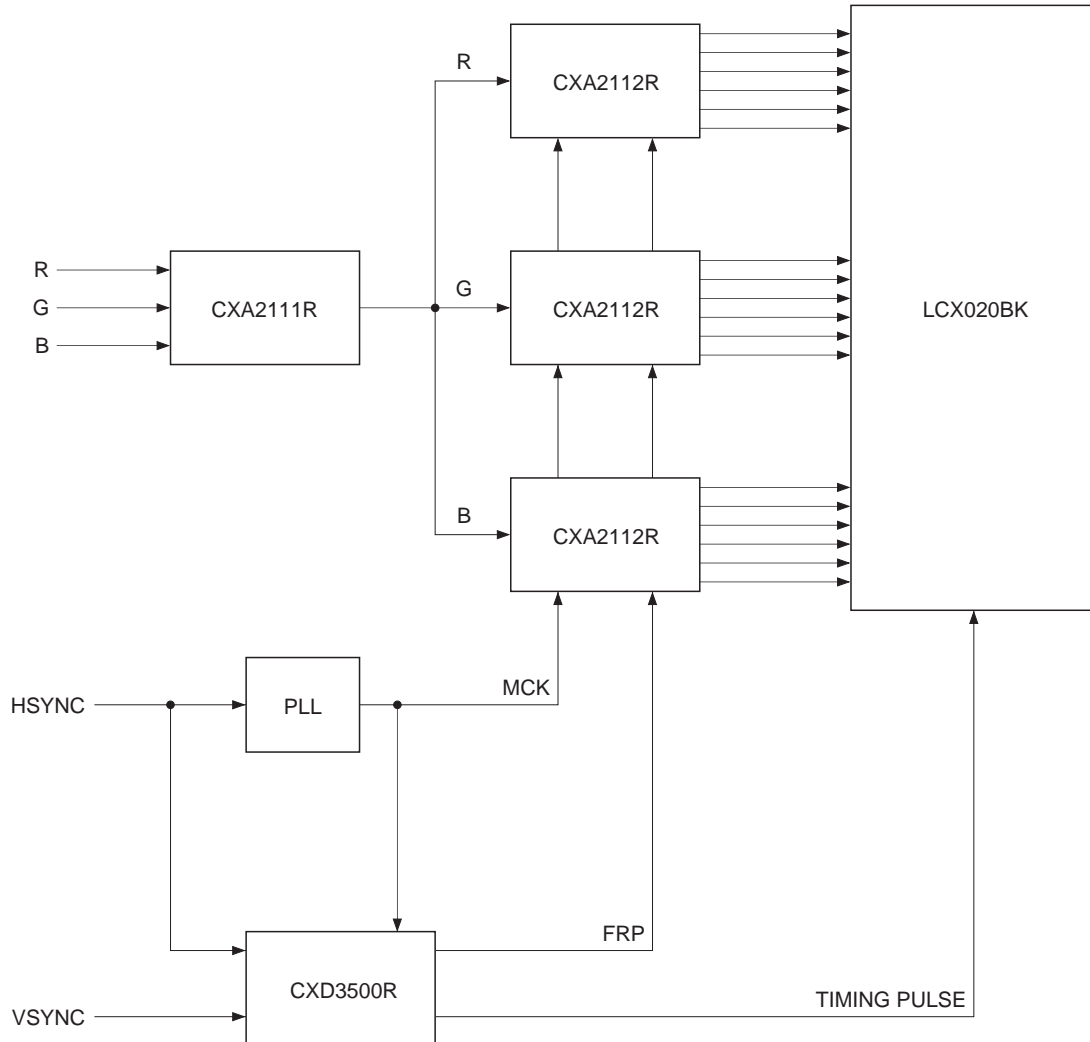 R
CXA2112R
R
G
B
CXA2111R
G
CXA2112R
LCX020BK
B
CXA2112R
HSYNC
PLL
MCK
FRP
CXD3500R
VSYNC
TIMING PULSE